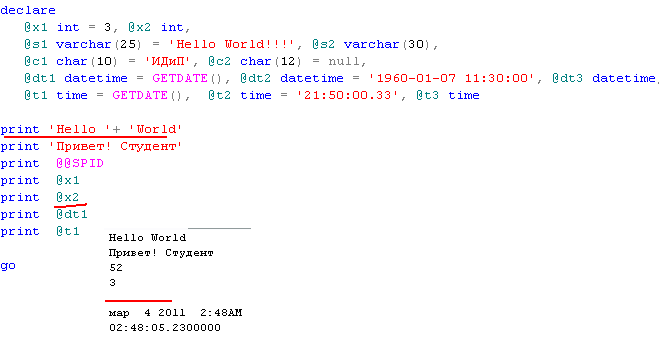 declare
@x1 int = 3, @x2 int,
@s1 varchar(25) = 'Hello World!!!', @s2 varchar(30),
@c1 char(10) = 'ИДиП', @c2 char(12) = null,
@dt1 datetime = GETDATE(), @dt2 datetime = '1960-01-07 11:30:00', @dt3 datetime,
@t1 time = GETDATE(), @t2 time = '21:50:00.33', @t3 time
print 'Hello '+ 'World'
print 'Привет! Студент'
print @@SPID
print @x1
print @x2
print @dt1
print @t1
go
Hello World
Привет! Студент
52
3
мар 4 2011 2:48AM
02:48:05.2300000